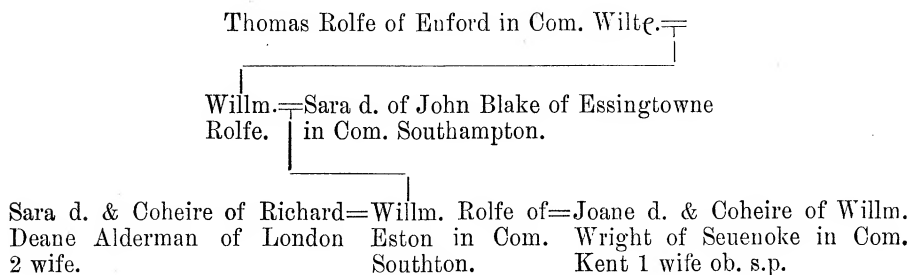 Thomas Rolfe of Enford in Com. Wilte.
Willm. Sara d. of John Blake of Essingtowne
Rolfe. in Com. Southampton.
Sara d. & Coheire of Richard=Willm. Rolfe of=Joane d. & Coheire of Willm.
Deane Alderman of London Eston in Com. Wright of Seuenoke in Com.
2 wife. Southton. Kent 1 wife ob. s.p.